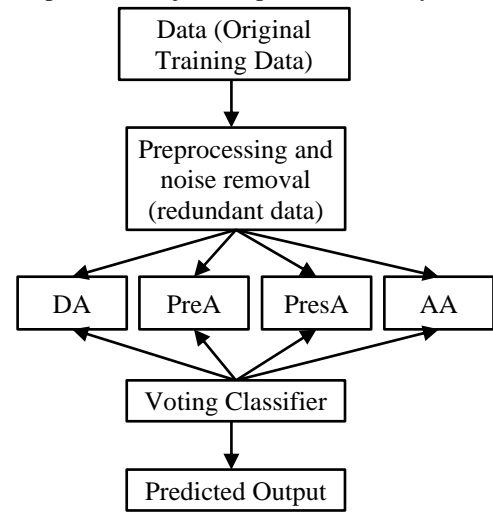 Data (Original
Training Data)
Preprocessing and
noise removal
(redundant data)
DA
PreA
PresA
AA
Voting Classifier
Predicted Output